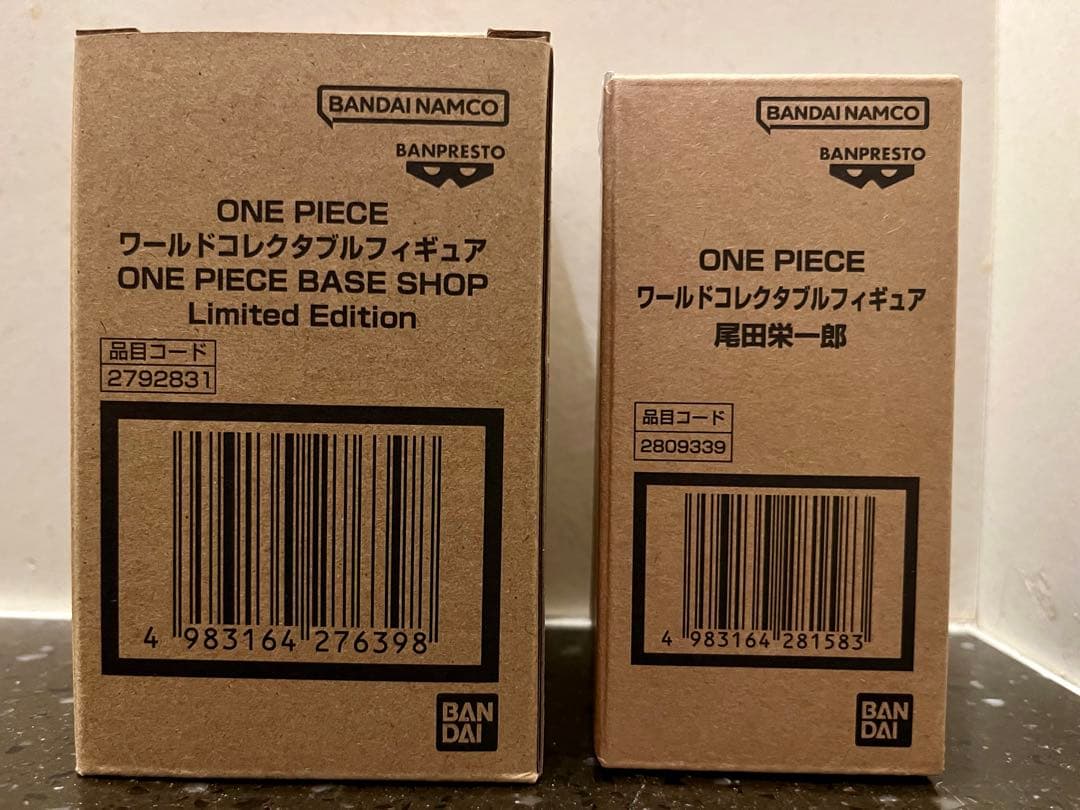 BANDAI NAMCO
BANPRESTO
ONE PIECE
ワールドコレクタブルフィギュア
ONE PIECE BASE SHOP
Limited Edition
品目コード
2792831
4 983164 276398
BAN
DAI
BANDAI NAMCO
BANPRESTO
ONE PIECE
ワールドコレクタブルフィギュア
尾田栄一郎
品目コード
2809339
4 983164 281583
BAN
DAI